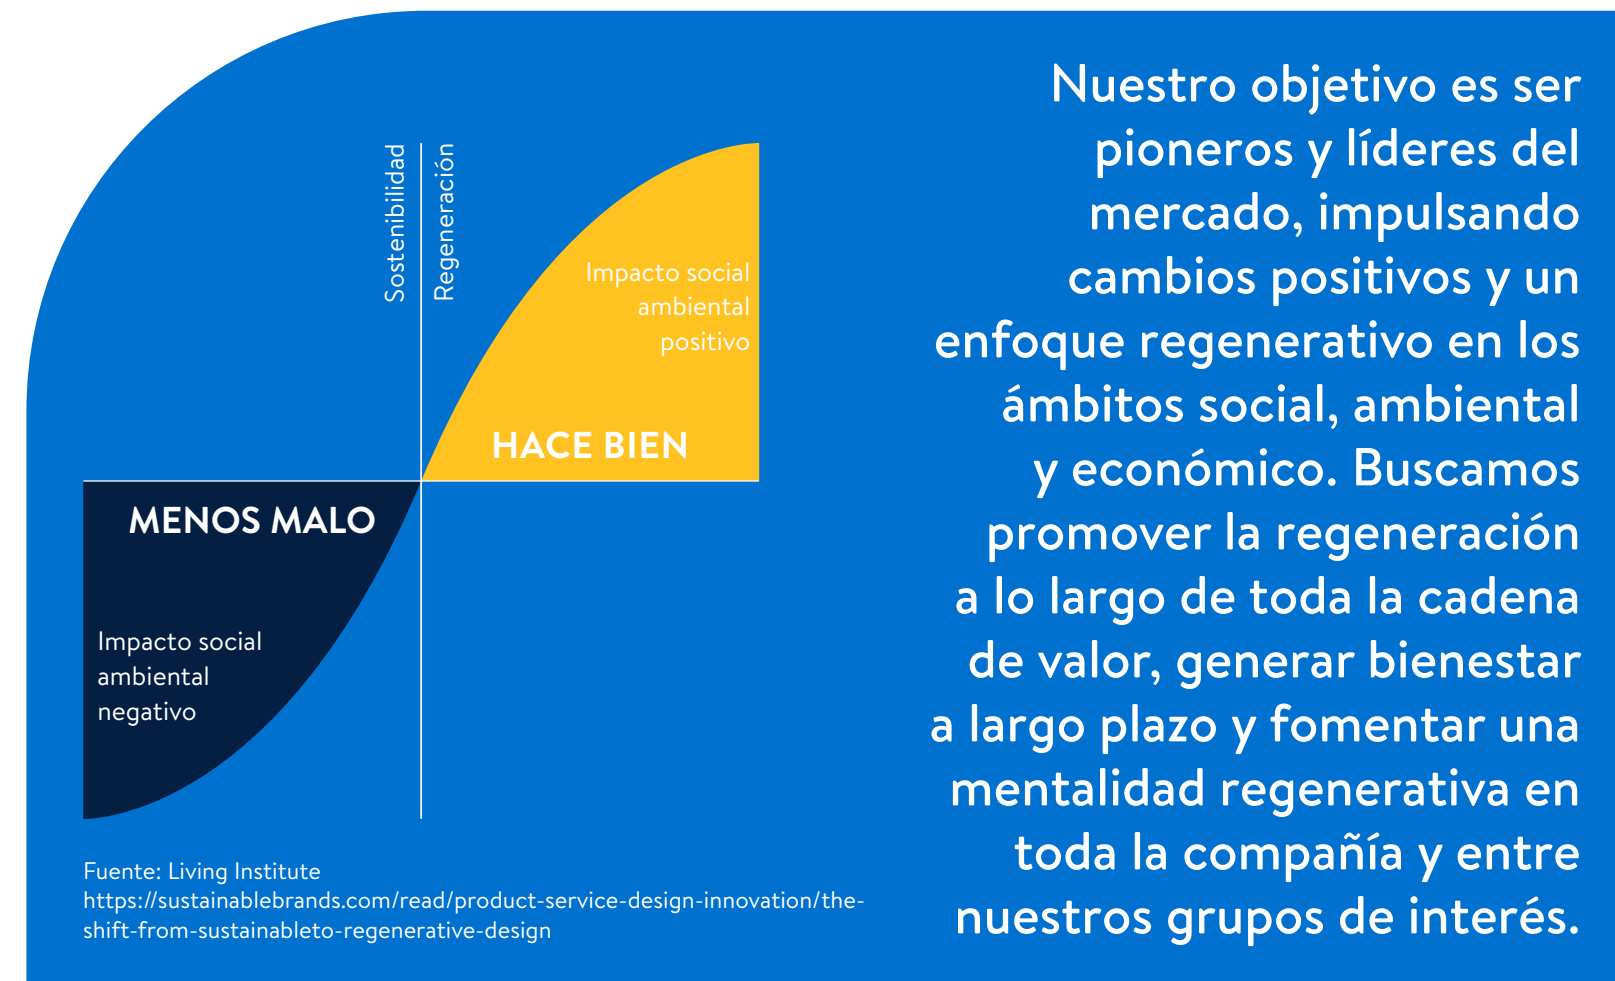 Sostenibilidad
Regeneración
Impacto social
ambiental
positivo
HACE BIEN
MENOS MALO
Impacto social
ambiental
negativo
Fuente: Living Institute
https://sustainablebrands.com/read/product-service-design-innovation/the-
shift-from-sustainableto-regenerative-design
Nuestro objetivo es ser
pioneros y líderes del
mercado, impulsando
cambios positivos y un
enfoque regenerativo en los
ámbitos social, ambiental
y económico. Buscamos
promover la regeneración
a lo largo de toda la cadena
de valor, generar bienestar
a largo plazo y fomentar una
mentalidad regenerativa en
toda la compañía y entre
nuestros grupos de interés.